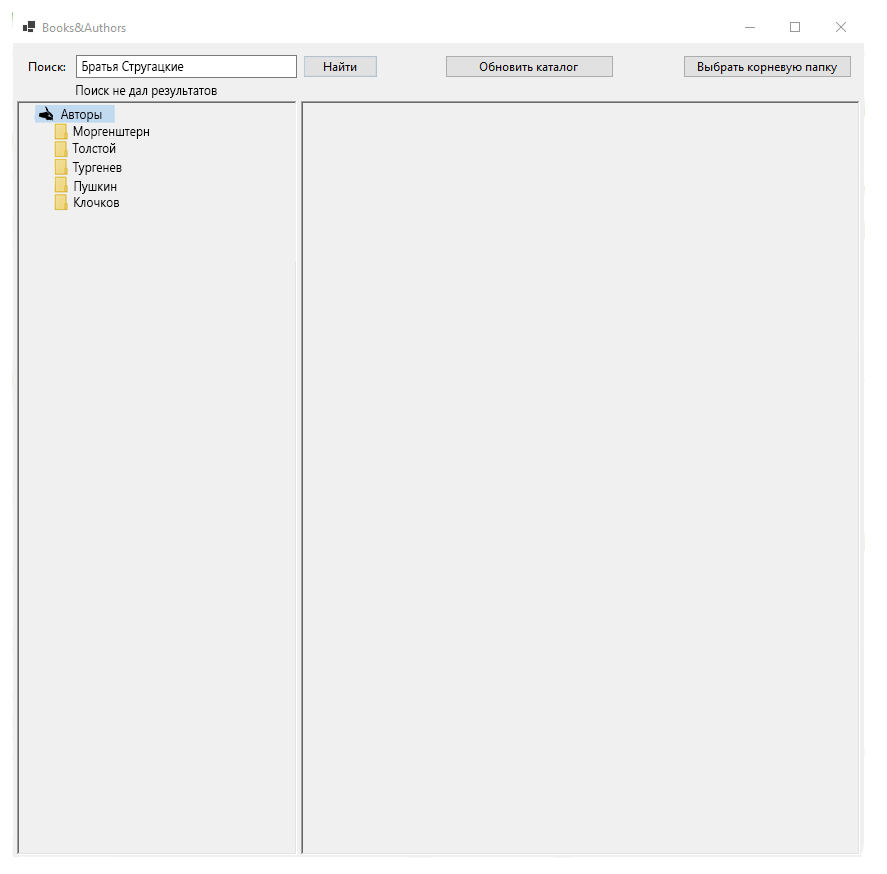 Books&Authors
Поиск: Братья Стругацкие Найти Обновить каталог Выбрать корневую папку
Поиск не дал результатов
Авторы
Моргенштерн
Толстой
Тургенев
Пушкин
Клочков